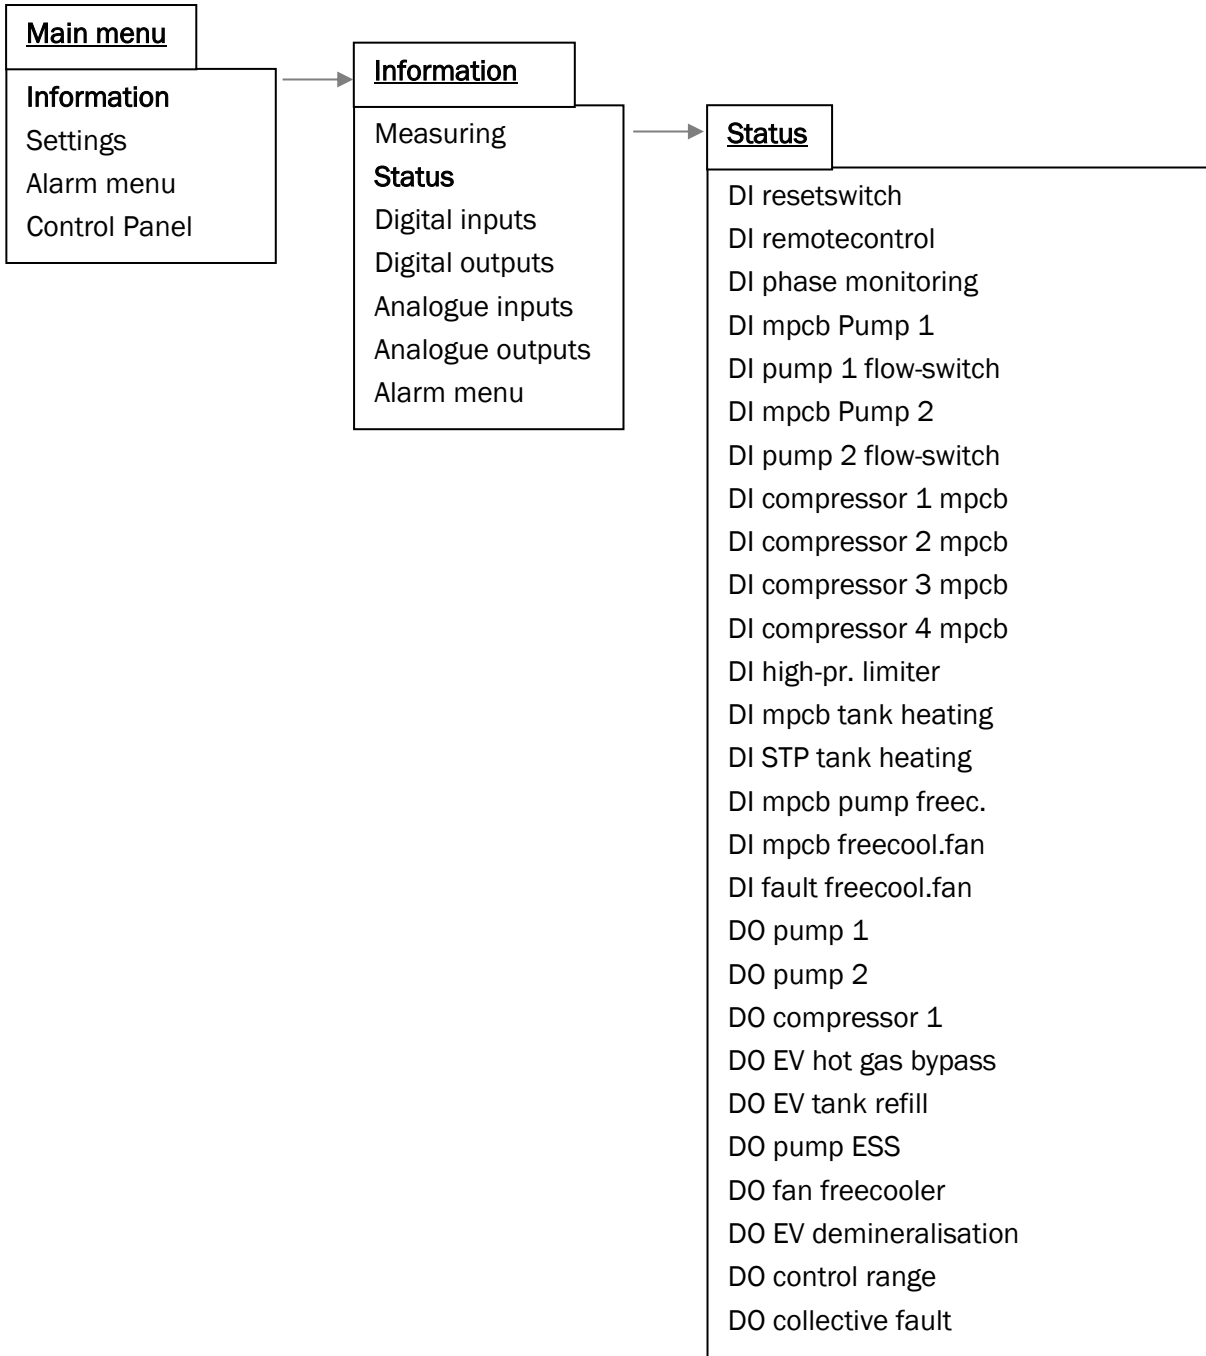 Main menu
Information
Settings
Alarm menu
Control Panel
Information
Measuring
Status
Digital inputs
Digital outputs
Analogue inputs
Analogue outputs
Alarm menu
Status
DI resetswitch
DI remotecontrol
DI phase monitoring
DI mpcb Pump 1
DI pump 1 flow-switch
DI mpcb Pump 2
DI pump 2 flow-switch
DI compressor 1 mpcb
DI compressor 2 mpcb
DI compressor 3 mpcb
DI compressor 4 mpcb
DI high-pr. limiter
DI mpcb tank heating
DI STP tank heating
DI mpcb pump freec.
DI mpcb freecool.fan
DI fault freecool.fan
DO pump 1
DO pump 2
DO compressor 1
DO EV hot gas bypass
DO EV tank refill
DO pump ESS
DO fan freecooler
DO EV demineralisation
DO control range
DO collective fault